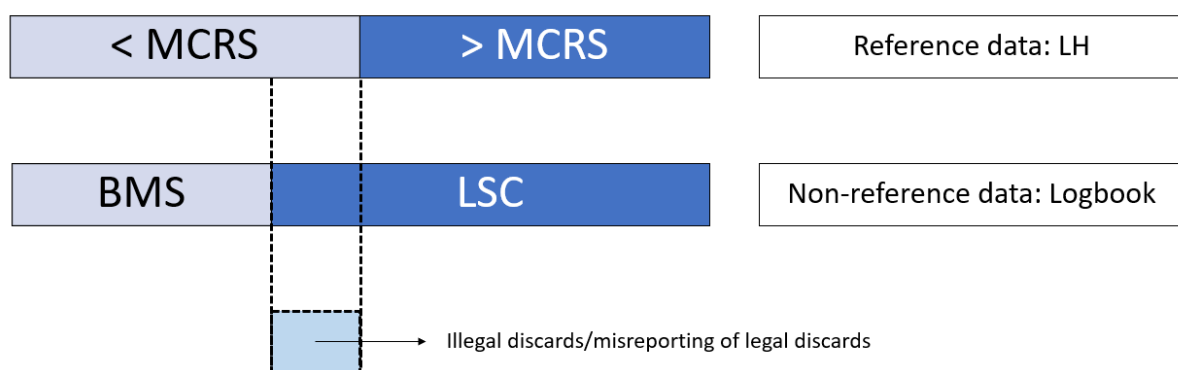 < MCRS > MCRS Reference data: LH
BMS LSC Non-reference data: Logbook
Illegal discards/misreporting of legal discards